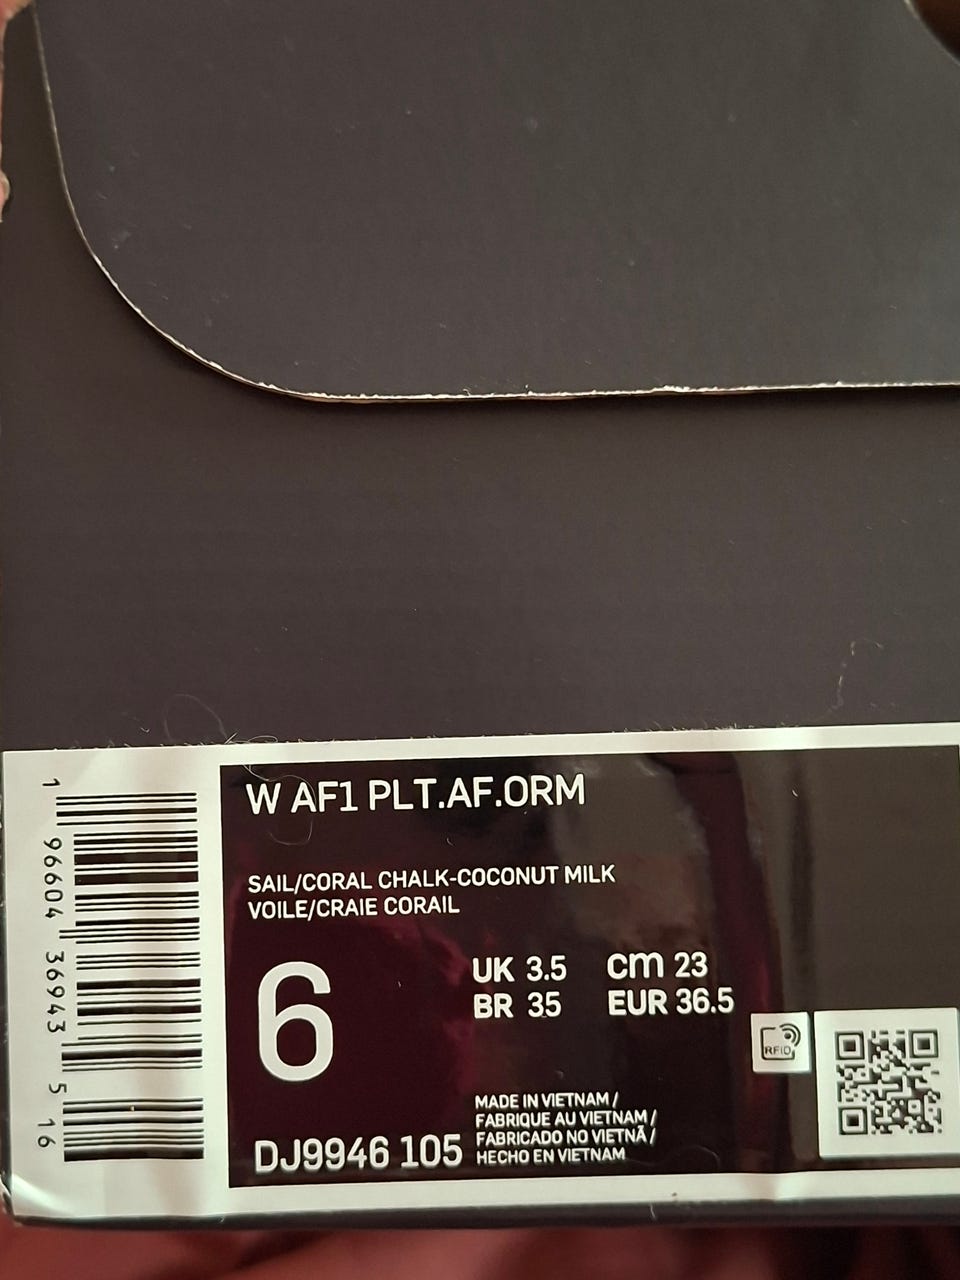 W AF1 PLT.AF.ORM
SAIL/CORAL CHALK-COCONUT MILK
VOILE/CRAIE CORAIL
6
UK 3.5 cm 23
BR 35 EUR 36.5
RFID
MADE IN VIETNAM /
FABRIQUE AU VIETNAM /
FABRICADO NO VIETNÃ /
HECHO EN VIETNAM
DJ9946 105
1 96604 36943 5 16